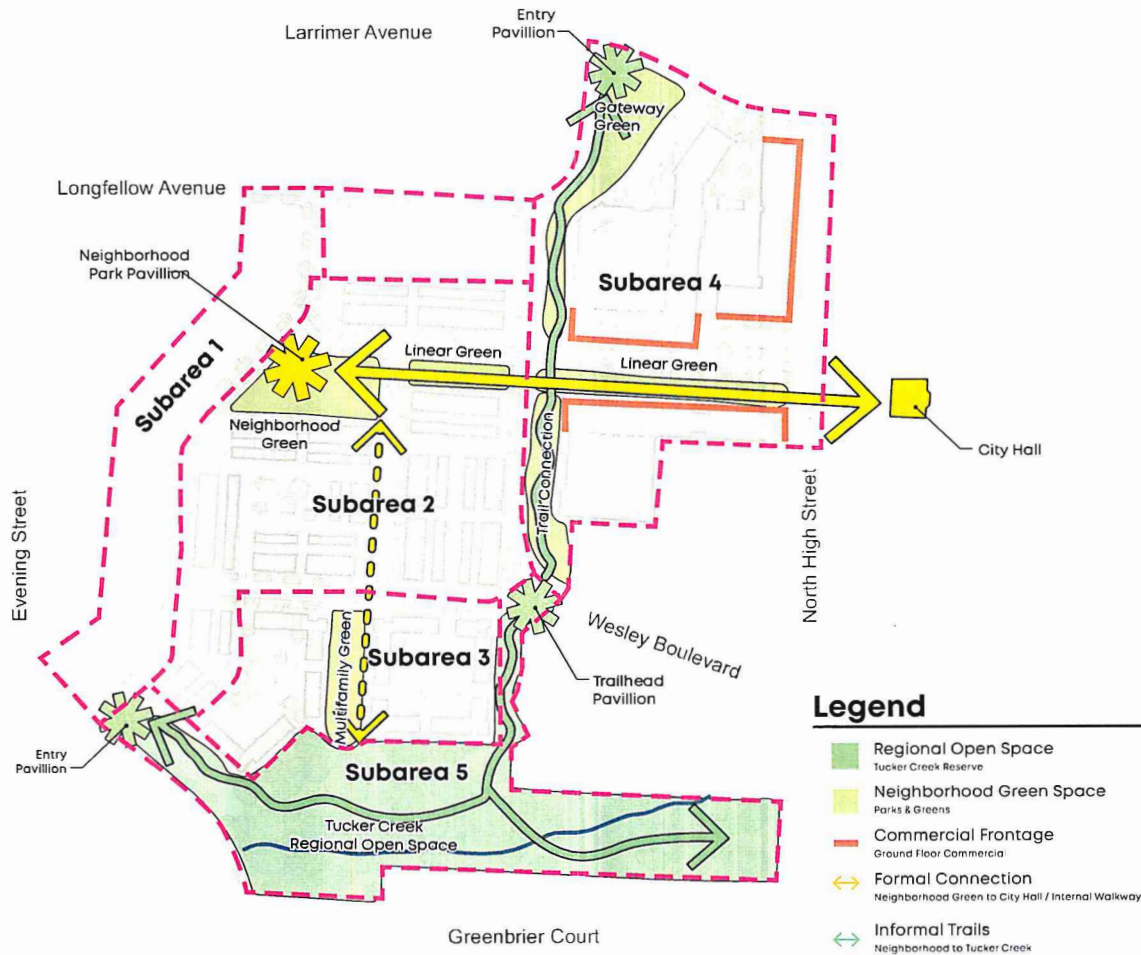 Larrimer Avenue
Entry
Pavillion
Gateway
Green
Longfellow Avenue
Neighborhood
Park Pavillion
Subarea 4
Subarea 1
Linear Green
Linear Green
Neighborhood
Green
City Hall
Trail Connection
Subarea 2
Evening Street
North High Street
Multifamily Green
Subarea 3
Wesley Boulevard
Trailhead
Pavillion
Entry
Pavillion
Subarea 5
Tucker Creek
Regional Open Space
Greenbrier Court
Legend
Regional Open Space
Tucker Creek Reserve
Neighborhood Green Space
Parks & Greens
Commercial Frontage
Ground Floor Commercial
Formal Connection
Neighborhood Green to City Hall / Internal Walkway
Informal Trails
Neighborhood to Tucker Creek